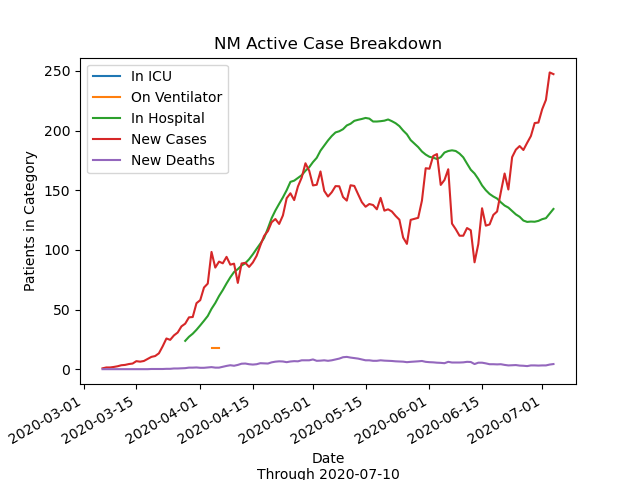 NM Active Case Breakdown
In ICU
On Ventilator
In Hospital
New Cases
New Deaths
Patients in Category
250
200
150
100
50
0
2020-03-01
2020-03-15
2020-04-01
2020-04-15
2020-05-01
2020-05-15
2020-06-01
2020-06-15
2020-07-01
Date
Through 2020-07-10